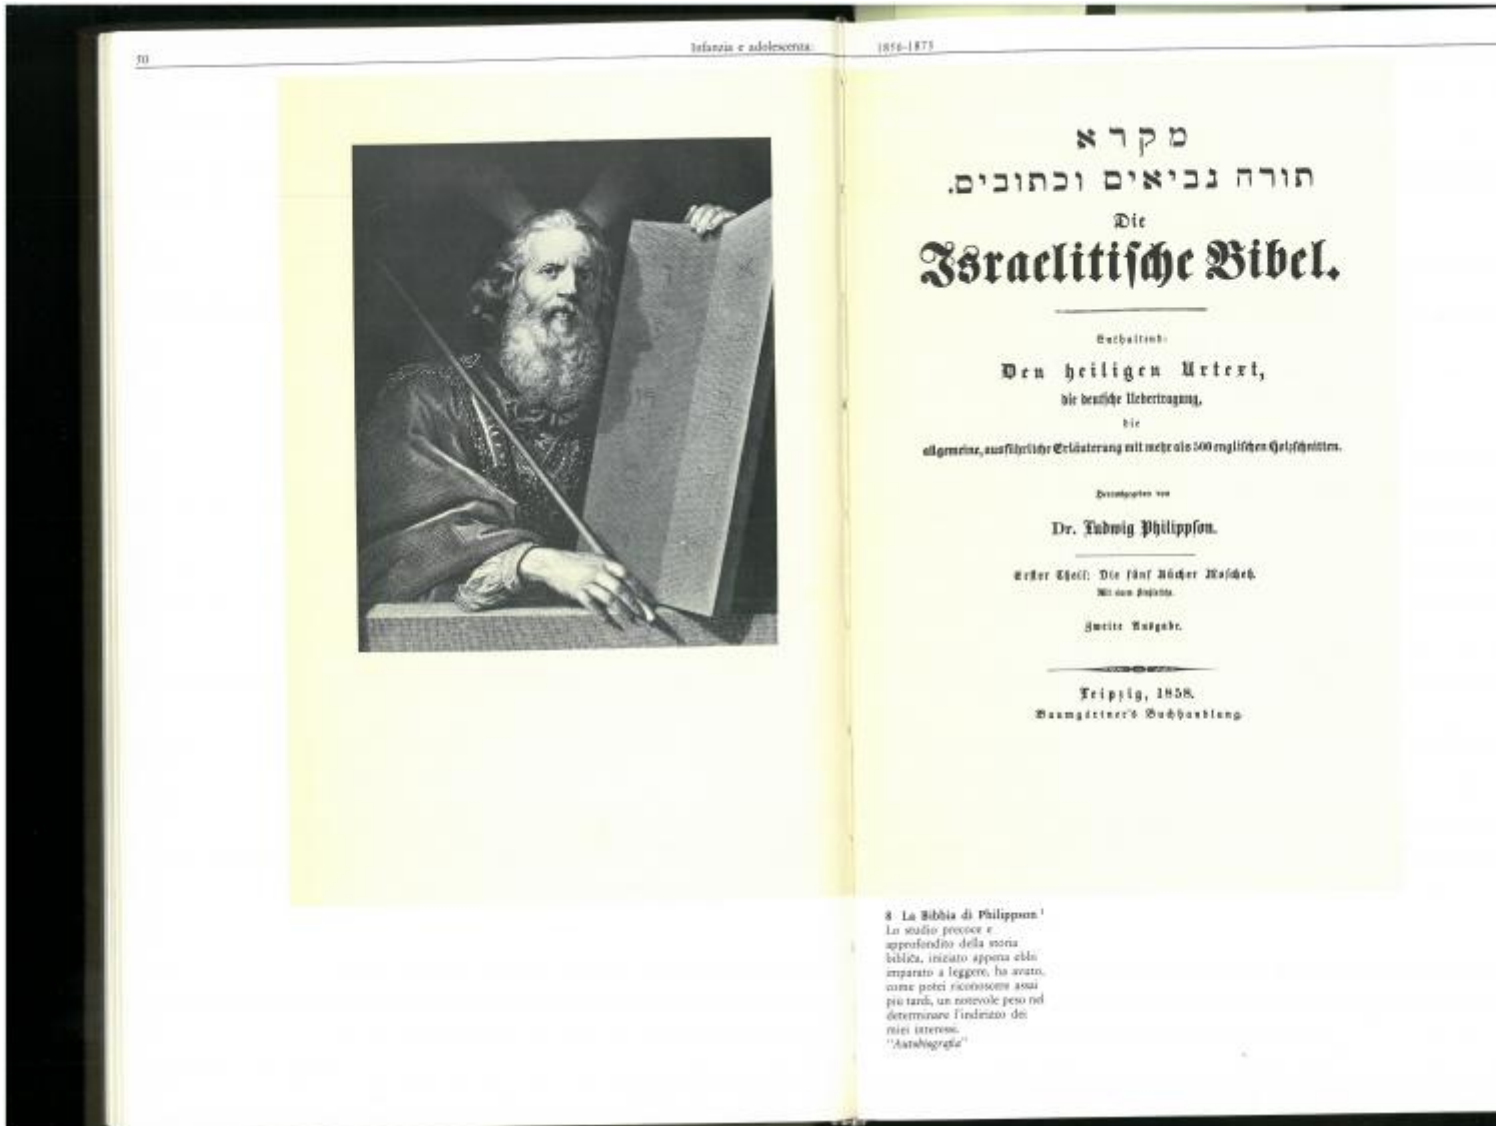 50
Infanzia e adolescenza:
1856-1873
מקרא
תורה נביאים וכתובים.
Die
Israelitische Bibel.
Enthaltend:
Den heiligen Urtext,
die deutsche Uebertragung,
die
allgemeine, ausführliche Erläuterung mit mehr als 500 englischen Holzschnitten.
Herausgegeben von
Dr. Ludwig Philippson.
Erster Theil: Die fünf Bücher Moscheh.
Zweite Ausgabe.
Leipzig, 1858.
Baumgärtner's Buchhandlung.
8 La Bibbia di Philippson ¹
Lo studio precoce e
approfondito della storia
biblica, iniziato appena ebbi
imparato a leggere, ha avuto,
come potei riconoscere assai
più tardi, un notevole peso nel
determinare l'indirizzo dei
miei interessi.
"Autobiografia"